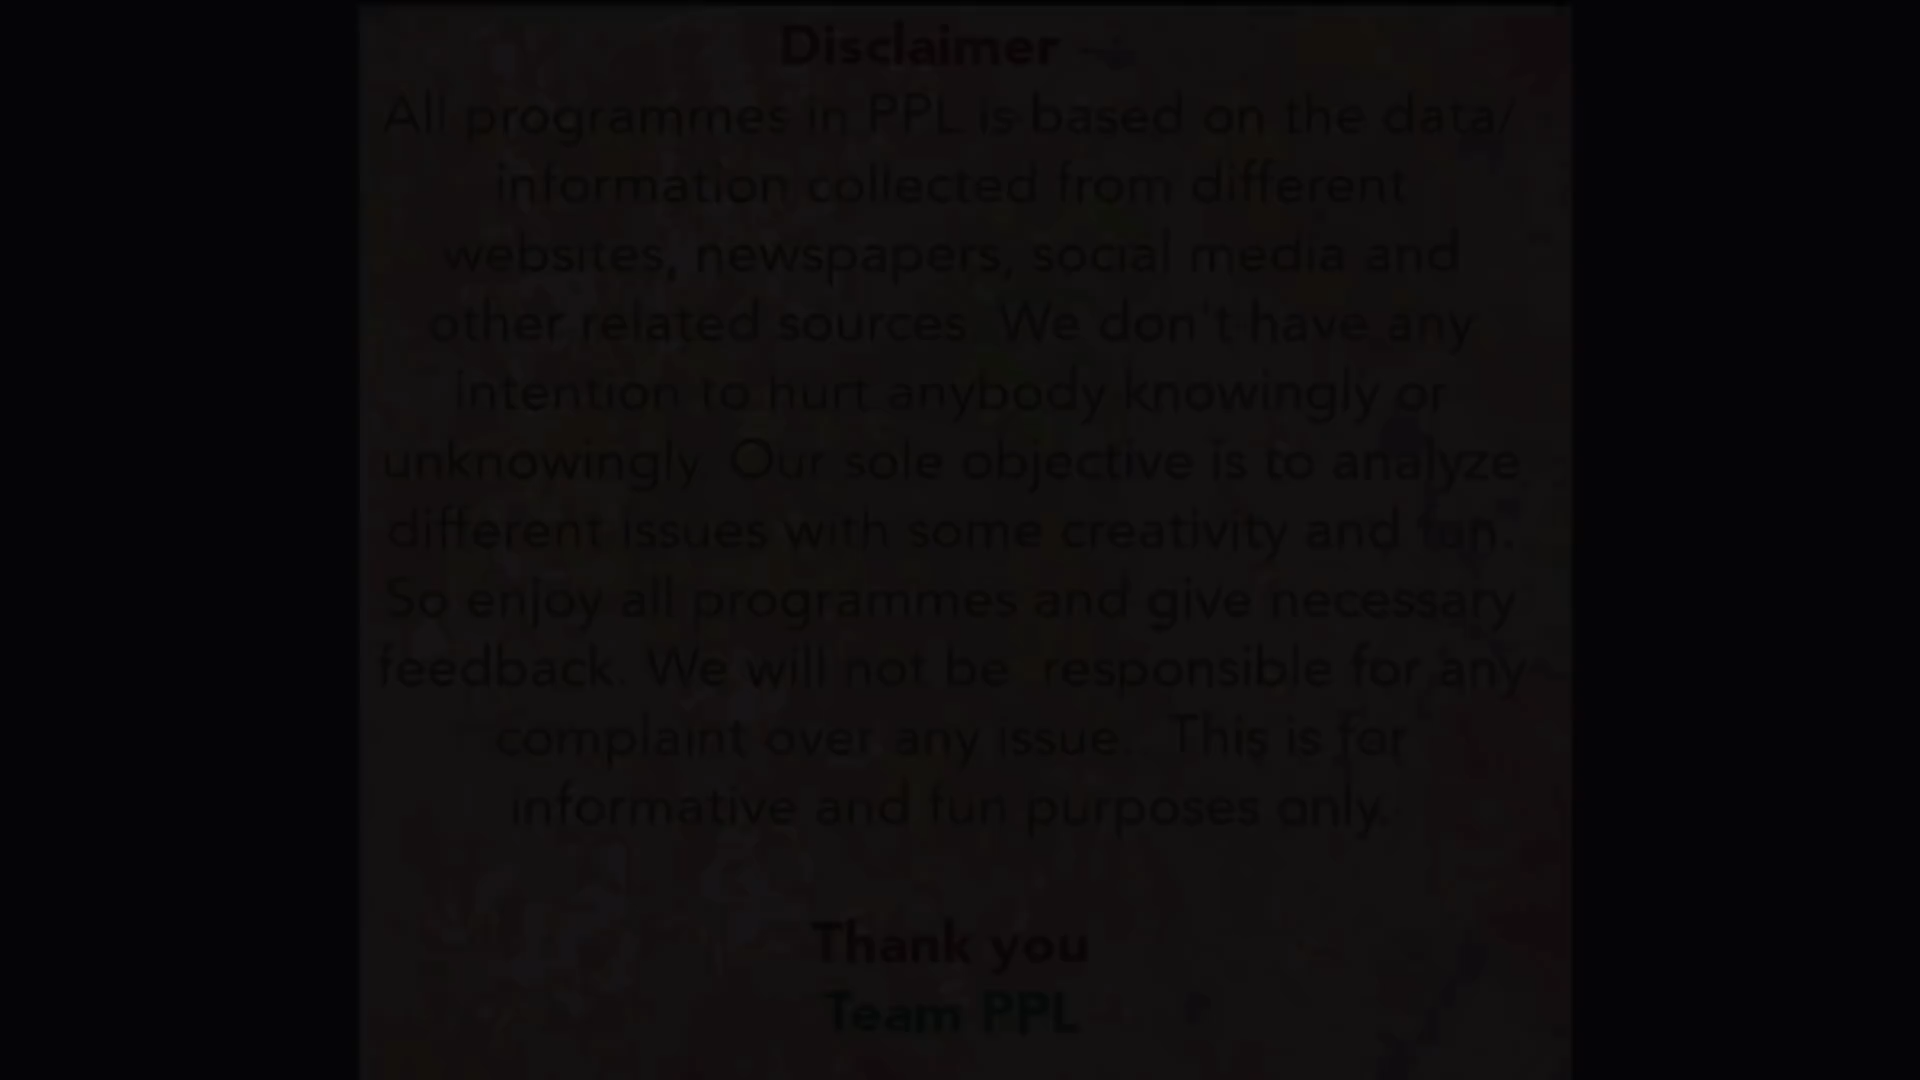 Disclaimer
All programmes in PPL is based on the data/
information collected from different
websites, newspapers, social media and
other related sources. We don't have any
intention to hurt anybody knowingly or
unknowingly. Our sole objective is to analyze
different issues with some creativity and fun.
So enjoy all programmes and give necessary
feedback. We will not be responsible for any
complaint over any issue.. This is for
informative and fun purposes only.
Thank you
Team PPL